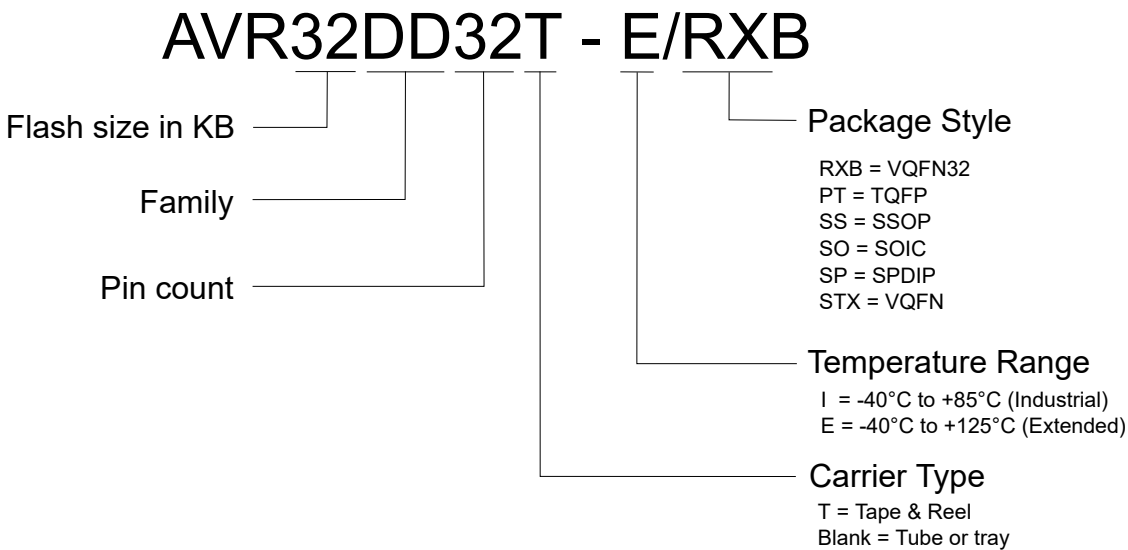 AVR32DD32T - E/RXB
Flash size in KB
Family
Pin count
Package Style
RXB = VQFN32
PT = TQFP
SS = SSOP
SO = SOIC
SP = SPDIP
STX = VQFN
Temperature Range
I = -40°C to +85°C (Industrial)
E = -40°C to +125°C (Extended)
Carrier Type
T = Tape & Reel
Blank = Tube or tray